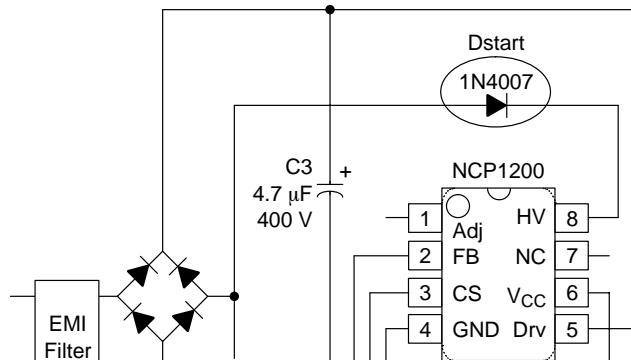 Dstart
1N4007
C3
+
4.7 μF
400 V
NCP1200
1
Adj
HV
8
2
FB
NC
7
3
CS
VCC
6
4
GND
Drv
5
EMI
Filter